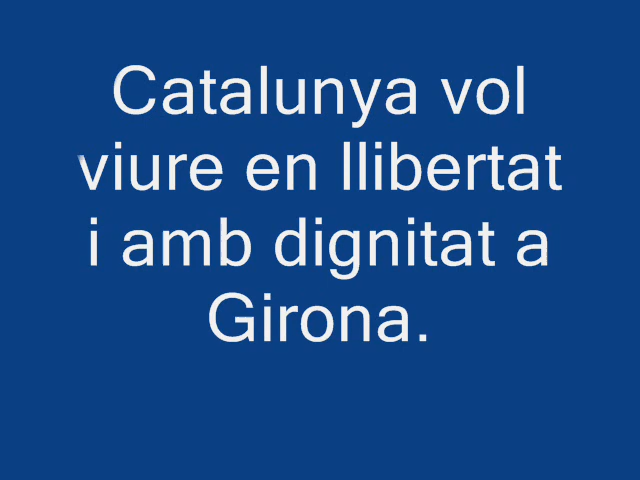 Catalunya vol
viure en llibertat
i amb dignitat a
Girona.